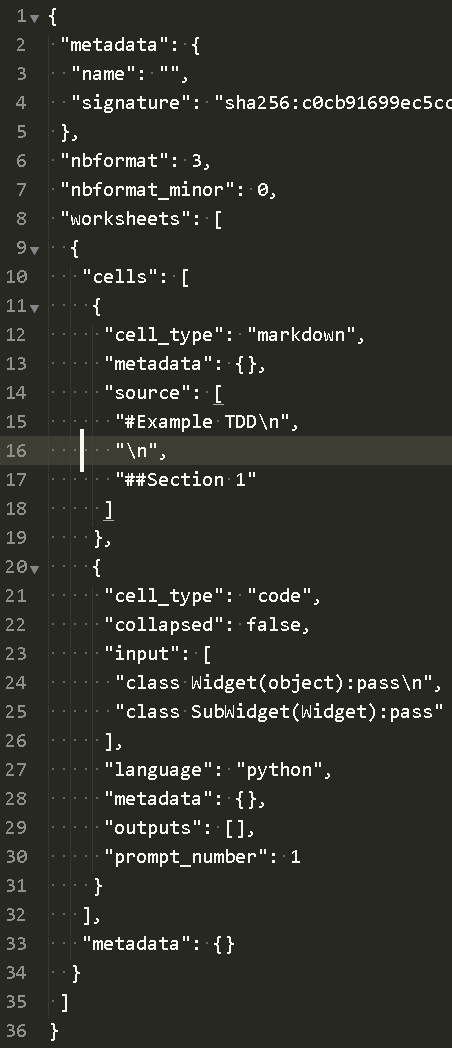 1 {
2 "metadata": {
3 "name": "",
4 "signature": "sha256:c0cb91699ec5cc
5 },
6 "nbformat": 3,
7 "nbformat_minor": 0,
8 "worksheets": [
9 {
10 "cells": [
11 {
12 "cell_type": "markdown",
13 "metadata": {},
14 "source": [
15 "#Example TDD\n",
16 "\n",
17 "##Section 1"
18 ]
19 },
20 {
21 "cell_type": "code",
22 "collapsed": false,
23 "input": [
24 "class Widget(object):pass\n",
25 "class SubWidget(Widget):pass"
26 ],
27 "language": "python",
28 "metadata": {},
29 "outputs": [],
30 "prompt_number": 1
31 }
32 ],
33 "metadata": {}
34 }
35 ]
36 }